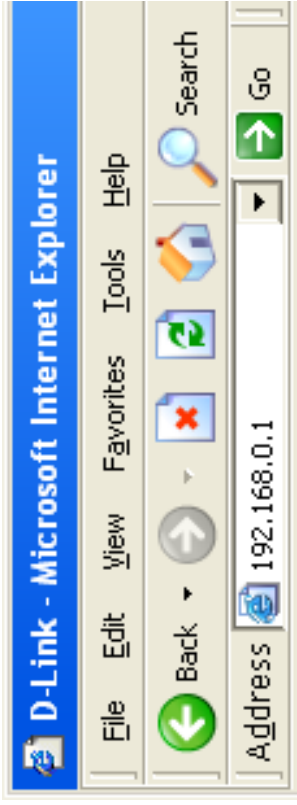 D-Link - Microsoft Internet Explorer
File Edit View Favorites Tools Help
Back Search
Address 192.168.0.1 Go